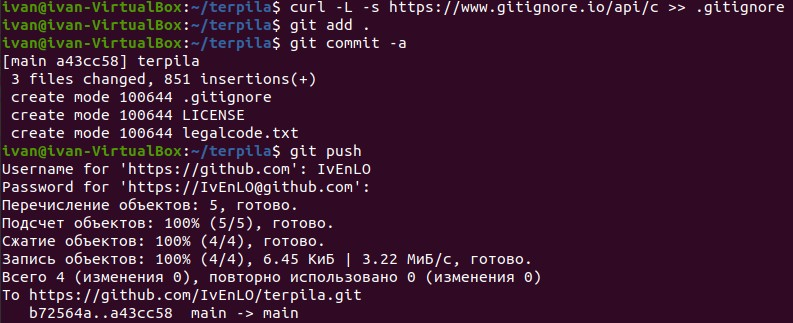 ivan@ivan-VirtualBox:~/terpila$ curl -L -s https://www.gitignore.io/api/c >> .gitignore
ivan@ivan-VirtualBox:~/terpila$ git add .
ivan@ivan-VirtualBox:~/terpila$ git commit -a
[main a43cc58] terpila
 3 files changed, 851 insertions(+)
 create mode 100644 .gitignore
 create mode 100644 LICENSE
 create mode 100644 legalcode.txt
ivan@ivan-VirtualBox:~/terpila$ git push
Username for 'https://github.com': IvEnLO
Password for 'https://IvEnLO@github.com':
Перечисление объектов: 5, готово.
Подсчет объектов: 100% (5/5), готово.
Сжатие объектов: 100% (4/4), готово.
Запись объектов: 100% (4/4), 6.45 КиБ | 3.22 МиБ/с, готово.
Всего 4 (изменения 0), повторно использовано 0 (изменения 0)
To https://github.com/IvEnLO/terpila.git
   b72564a..a43cc58  main -> main